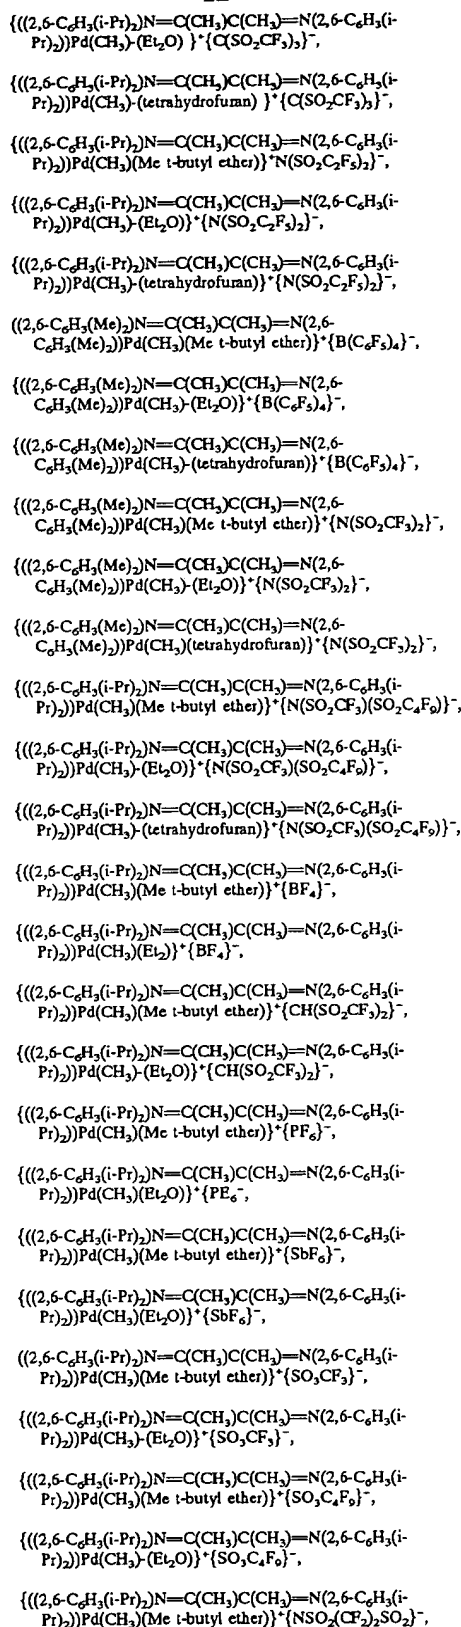 {((2,6-C₆H₃(i-Pr)₂)N=C(CH₃)C(CH₃)=N(2,6-C₆H₃(i-
Pr)₂))Pd(CH₃)-(Et₂O) }⁺{C(SO₂CF₃)₃}⁻,
{((2,6-C₆H₃(i-Pr)₂)N=C(CH₃)C(CH₃)=N(2,6-C₆H₃(i-
Pr)₂))Pd(CH₃)-(tetrahydrofuran) }⁺{C(SO₂CF₃)₃}⁻,
{((2,6-C₆H₃(i-Pr)₂)N=C(CH₃)C(CH₃)=N(2,6-C₆H₃(i-
Pr)₂))Pd(CH₃)(Me t-butyl ether)}⁺N(SO₂C₂F₅)₂}⁻,
{((2,6-C₆H₃(i-Pr)₂)N=C(CH₃)C(CH₃)=N(2,6-C₆H₃(i-
Pr)₂))Pd(CH₃)-(Et₂O)}⁺{N(SO₂C₂F₅)₂}⁻,
{((2,6-C₆H₃(i-Pr)₂)N=C(CH₃)C(CH₃)=N(2,6-C₆H₃(i-
Pr)₂))Pd(CH₃)-(tetrahydrofuran)}⁺{N(SO₂C₂F₅)₂}⁻,
((2,6-C₆H₃(Me)₂)N=C(CH₃)C(CH₃)=N(2,6-
C₆H₃(Me)₂))Pd(CH₃)(Me t-butyl ether)}⁺{B(C₆F₅)₄}⁻,
{((2,6-C₆H₃(Me)₂)N=C(CH₃)C(CH₃)=N(2,6-
C₆H₃(Me)₂))Pd(CH₃)-(Et₂O)}⁺{B(C₆F₅)₄}⁻,
{((2,6-C₆H₃(Me)₂)N=C(CH₃)C(CH₃)=N(2,6-
C₆H₃(Me)₂))Pd(CH₃)-(tetrahydrofuran)}⁺{B(C₆F₅)₄}⁻,
{((2,6-C₆H₃(Me)₂)N=C(CH₃)C(CH₃)=N(2,6-
C₆H₃(Me)₂))Pd(CH₃)(Me t-butyl ether)}⁺{N(SO₂CF₃)₂}⁻,
{((2,6-C₆H₃(Me)₂)N=C(CH₃)C(CH₃)=N(2,6-
C₆H₃(Me)₂))Pd(CH₃)-(Et₂O)}⁺{N(SO₂CF₃)₂}⁻,
{((2,6-C₆H₃(Me)₂)N=C(CH₃)C(CH₃)=N(2,6-
C₆H₃(Me)₂))Pd(CH₃)(tetrahydrofuran)}⁺{N(SO₂CF₃)₂}⁻,
{((2,6-C₆H₃(i-Pr)₂)N=C(CH₃)C(CH₃)=N(2,6-C₆H₃(i-
Pr)₂))Pd(CH₃)(Me t-butyl ether)}⁺{N(SO₂CF₃)(SO₂C₄F₉)}⁻,
{((2,6-C₆H₃(i-Pr)₂)N=C(CH₃)C(CH₃)=N(2,6-C₆H₃(i-
Pr)₂))Pd(CH₃)-(Et₂O)}⁺{N(SO₂CF₃)(SO₂C₄F₉)}⁻,
{((2,6-C₆H₃(i-Pr)₂)N=C(CH₃)C(CH₃)=N(2,6-C₆H₃(i-
Pr)₂))Pd(CH₃)-(tetrahydrofuran)}⁺{N(SO₂CF₃)(SO₂C₄F₉)}⁻,
{((2,6-C₆H₃(i-Pr)₂)N=C(CH₃)C(CH₃)=N(2,6-C₆H₃(i-
Pr)₂))Pd(CH₃)(Me t-butyl ether)}⁺{BF₄}⁻,
{((2,6-C₆H₃(i-Pr)₂)N=C(CH₃)C(CH₃)=N(2,6-C₆H₃(i-
Pr)₂))Pd(CH₃)(Et₂)}⁺{BF₄}⁻,
{((2,6-C₆H₃(i-Pr)₂)N=C(CH₃)C(CH₃)=N(2,6-C₆H₃(i-
Pr)₂))Pd(CH₃)(Me t-butyl ether)}⁺{CH(SO₂CF₃)₂}⁻,
{((2,6-C₆H₃(i-Pr)₂)N=C(CH₃)C(CH₃)=N(2,6-C₆H₃(i-
Pr)₂))Pd(CH₃)-(Et₂O)}⁺{CH(SO₂CF₃)₂}⁻,
{((2,6-C₆H₃(i-Pr)₂)N=C(CH₃)C(CH₃)=N(2,6-C₆H₃(i-
Pr)₂))Pd(CH₃)(Me t-butyl ether)}⁺{PF₆}⁻,
{((2,6-C₆H₃(i-Pr)₂)N=C(CH₃)C(CH₃)=N(2,6-C₆H₃(i-
Pr)₂))Pd(CH₃)(Et₂O)}⁺{PE₆⁻,
{((2,6-C₆H₃(i-Pr)₂)N=C(CH₃)C(CH₃)=N(2,6-C₆H₃(i-
Pr)₂))Pd(CH₃)(Me t-butyl ether)}⁺{SbF₆}⁻,
{((2,6-C₆H₃(i-Pr)₂)N=C(CH₃)C(CH₃)=N(2,6-C₆H₃(i-
Pr)₂))Pd(CH₃)(Et₂O)}⁺{SbF₆}⁻,
((2,6-C₆H₃(i-Pr)₂)N=C(CH₃)C(CH₃)=N(2,6-C₆H₃(i-
Pr)₂))Pd(CH₃)(Me t-butyl ether)}⁺{SO₃CF₃}⁻,
{((2,6-C₆H₃(i-Pr)₂)N=C(CH₃)C(CH₃)=N(2,6-C₆H₃(i-
Pr)₂))Pd(CH₃)-(Et₂O)}⁺{SO₃CF₃}⁻,
{((2,6-C₆H₃(i-Pr)₂)N=C(CH₃)C(CH₃)=N(2,6-C₆H₃(i-
Pr)₂))Pd(CH₃)(Me t-butyl ether)}⁺{SO₃C₄F₉}⁻,
{((2,6-C₆H₃(i-Pr)₂)N=C(CH₃)C(CH₃)=N(2,6-C₆H₃(i-
Pr)₂))Pd(CH₃)-(Et₂O)}⁺{SO₃C₄F₉}⁻,
{((2,6-C₆H₃(i-Pr)₂)N=C(CH₃)C(CH₃)=N(2,6-C₆H₃(i-
Pr)₂))Pd(CH₃)(Me t-butyl ether)}⁺{NSO₂(CF₂)₂SO₂}⁻,